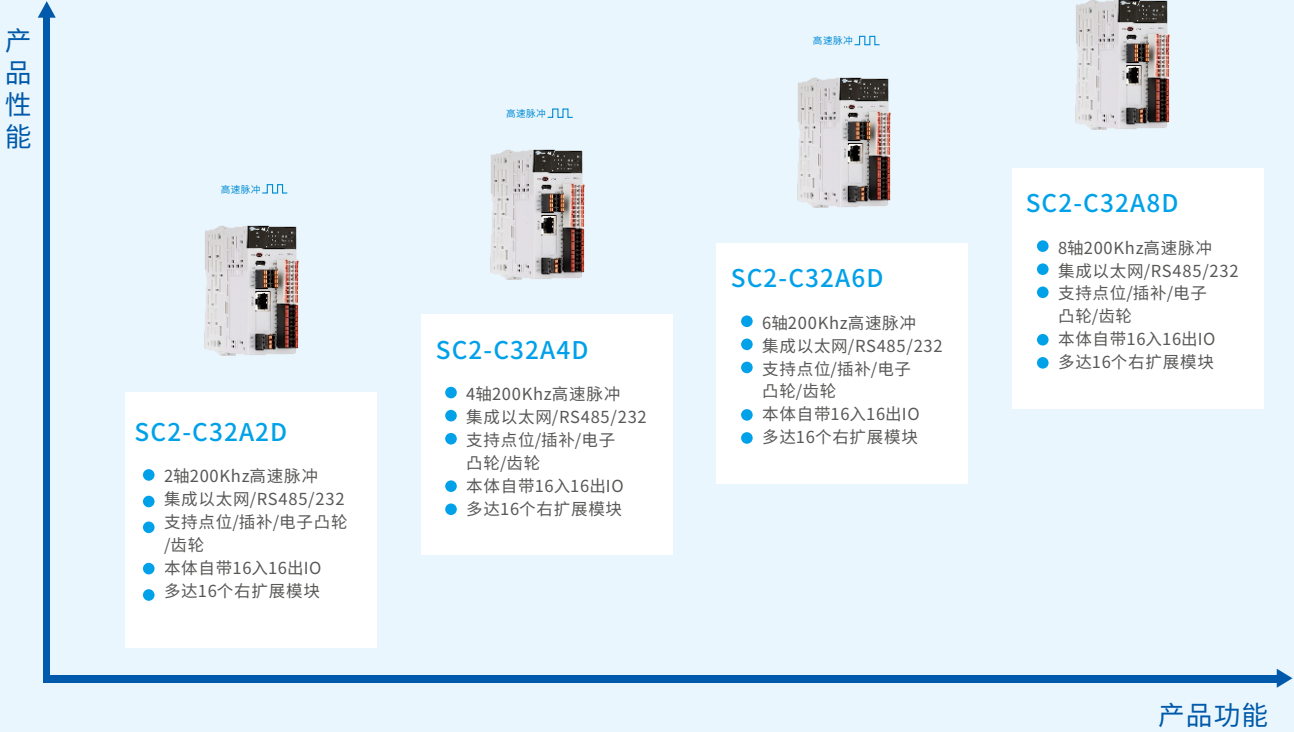 产品性能
高速脉冲
SC2-C32A2D
2轴200Khz高速脉冲
集成以太网/RS485/232
支持点位/插补/电子凸轮
/齿轮
本体自带16入16出IO
多达16个右扩展模块
高速脉冲
SC2-C32A4D
4轴200Khz高速脉冲
集成以太网/RS485/232
支持点位/插补/电子
凸轮/齿轮
本体自带16入16出IO
多达16个右扩展模块
高速脉冲
SC2-C32A6D
6轴200Khz高速脉冲
集成以太网/RS485/232
支持点位/插补/电子
凸轮/齿轮
本体自带16入16出IO
多达16个右扩展模块
SC2-C32A8D
8轴200Khz高速脉冲
集成以太网/RS485/232
支持点位/插补/电子
凸轮/齿轮
本体自带16入16出IO
多达16个右扩展模块
产品功能